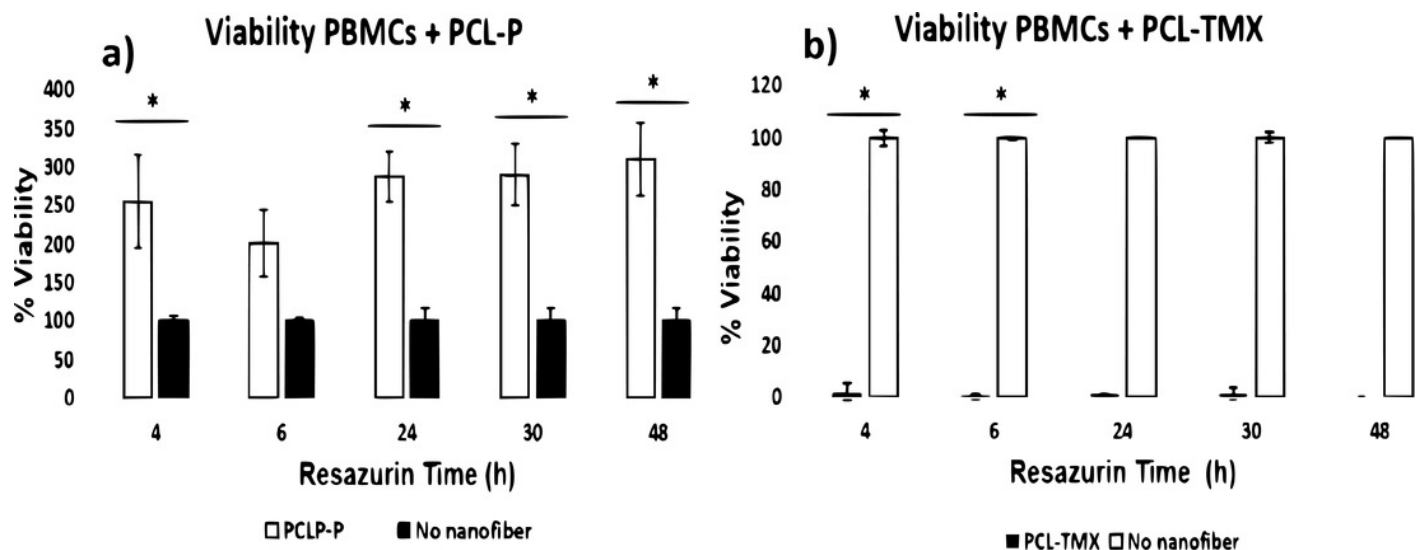 a) Viability PBMCs + PCL-P
% Viability
400
350
300
250
200
150
100
50
0
* * * *
4 6 24 30 48
Resazurin Time (h)
PCLP-P No nanofiber
b) Viability PBMCs + PCL-TMX
% Viability
120
100
80
60
40
20
0
* *
4 6 24 30 48
Resazurin Time (h)
PCL-TMX No nanofiber